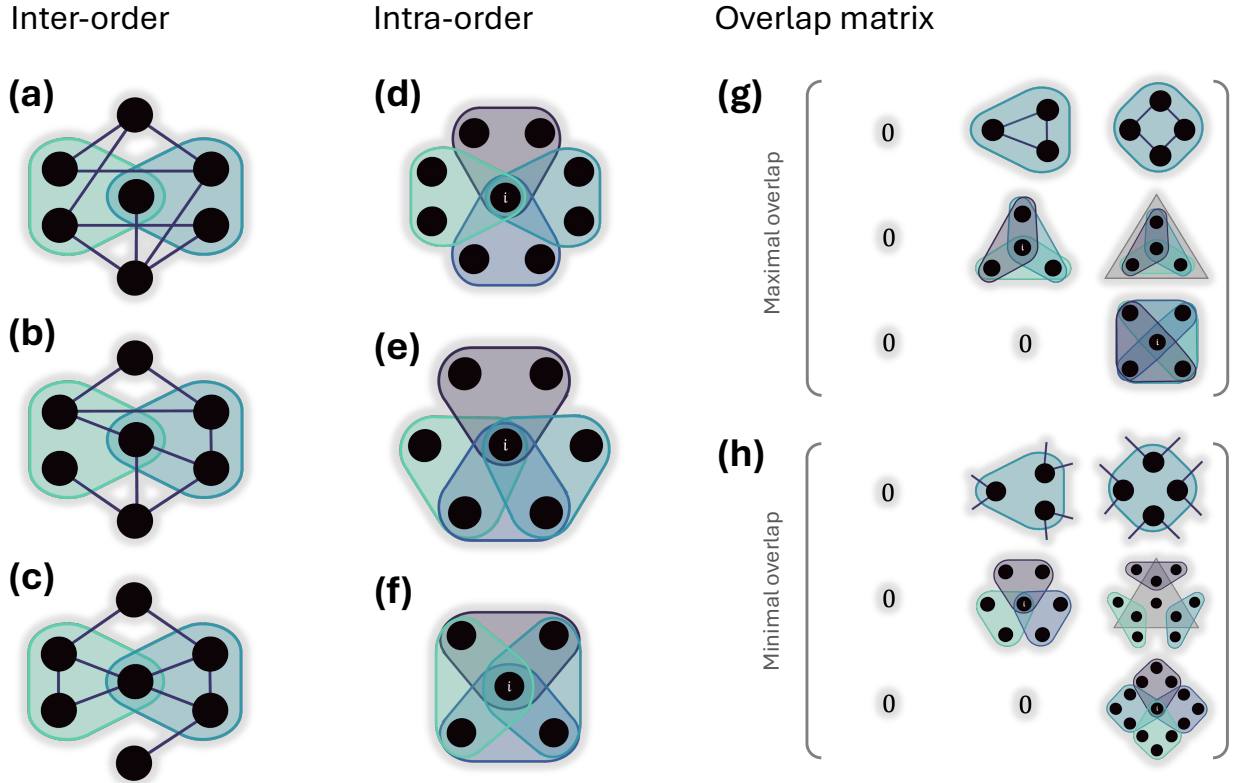 Inter-order
Intra-order
Overlap matrix
(a)
(d)
(g)
Maximal overlap
0
0
i
0
0
i
(b)
(e)
i
i
(c)
(f)
i
(h)
Minimal overlap
0
0
i
0
0
i